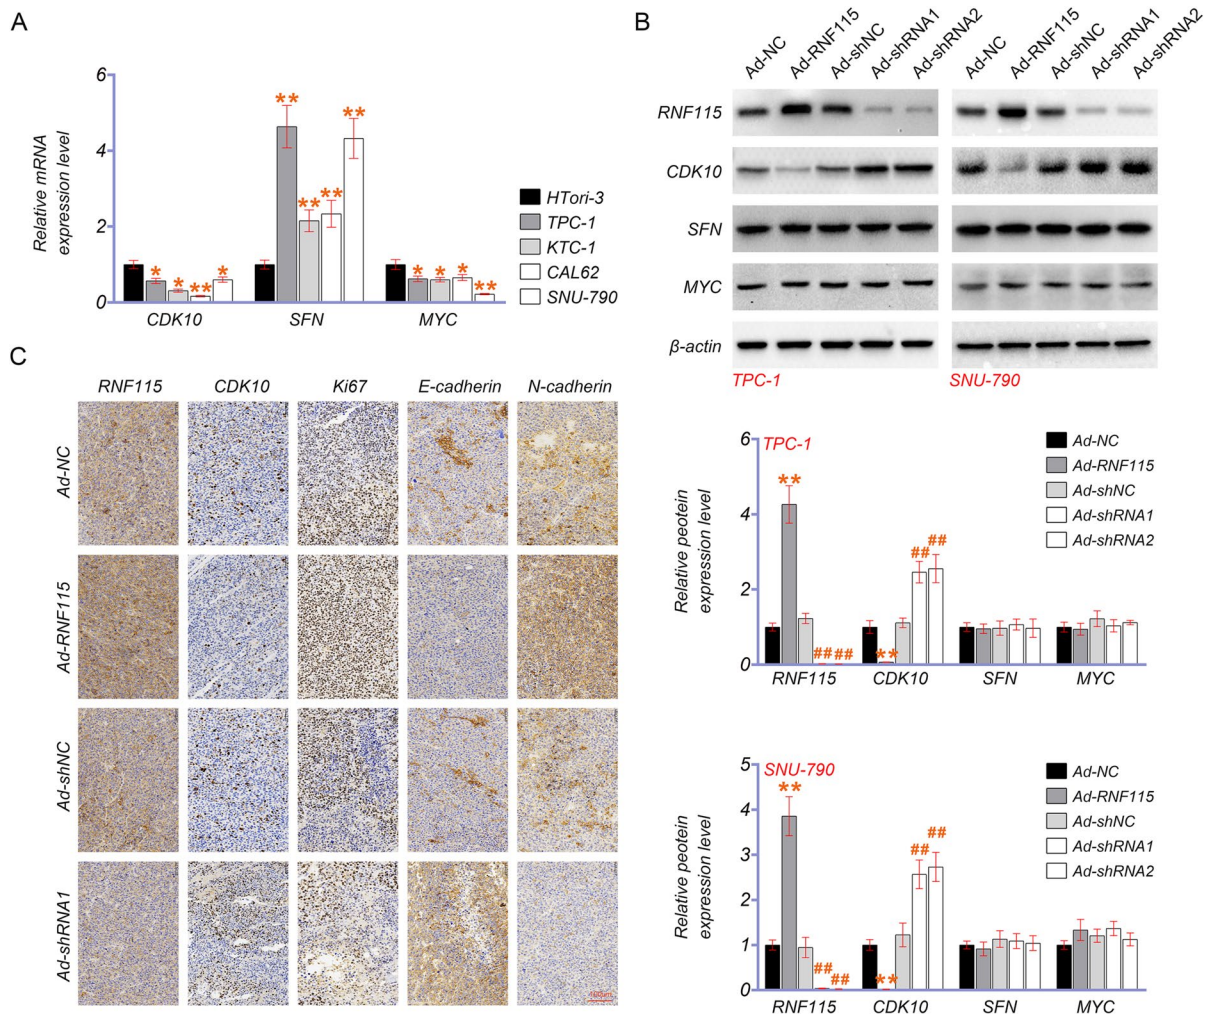 A
Relative mRNA
expression level
6
4
2
0
**
**
**
**
*
*
**
*
*
*
*
**
CDK10 SFN MYC
HTori-3
TPC-1
KTC-1
CAL62
SNU-790
B
Ad-NC Ad-RNF115 Ad-shNC Ad-shRNA1 Ad-shRNA2 Ad-NC Ad-RNF115 Ad-shNC Ad-shRNA1 Ad-shRNA2
RNF115
CDK10
SFN
MYC
β-actin
TPC-1 SNU-790
C
RNF115 CDK10 Ki67 E-cadherin N-cadherin
Ad-NC
Ad-RNF115
Ad-shNC
Ad-shRNA1
100μm
TPC-1
Relative peotein
expression level
6
4
2
0
**
## ##
**
## ##
RNF115 CDK10 SFN MYC
Ad-NC
Ad-RNF115
Ad-shNC
Ad-shRNA1
Ad-shRNA2
SNU-790
Relative peotein
expression level
5
4
3
2
1
0
**
## ##
**
## ##
RNF115 CDK10 SFN MYC
Ad-NC
Ad-RNF115
Ad-shNC
Ad-shRNA1
Ad-shRNA2